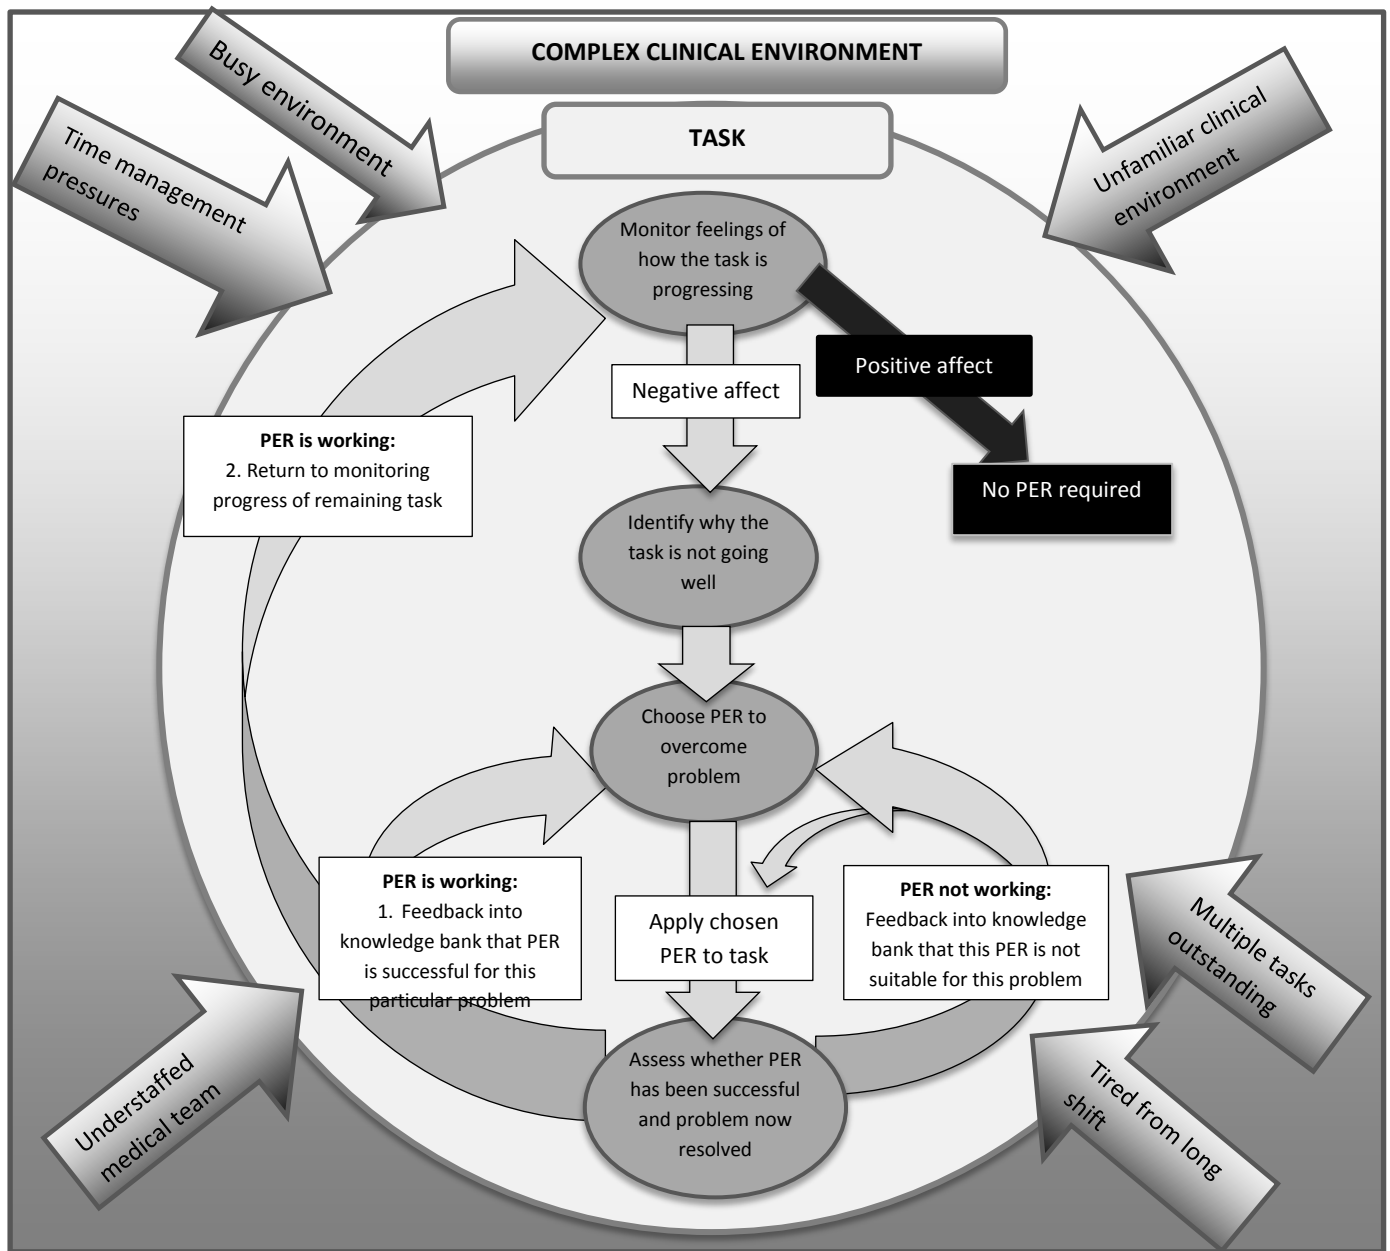 COMPLEX CLINICAL ENVIRONMENT
TASK
Busy environment
Time management
pressures
Unfamiliar clinical
environment
Monitor feelings of
how the task is
progressing
Positive affect
Negative affect
No PER required
PER is working:
2. Return to monitoring
progress of remaining task
Identify why the
task is not going
well
Choose PER to
overcome
problem
PER is working:
1. Feedback into
knowledge bank that PER
is successful for this
particular problem
Apply chosen
PER to task
PER not working:
Feedback into knowledge
bank that this PER is not
suitable for this problem
Multiple tasks
outstanding
Understaffed
medical team
Assess whether PER
has been successful
and problem now
resolved
Tired from long
shift